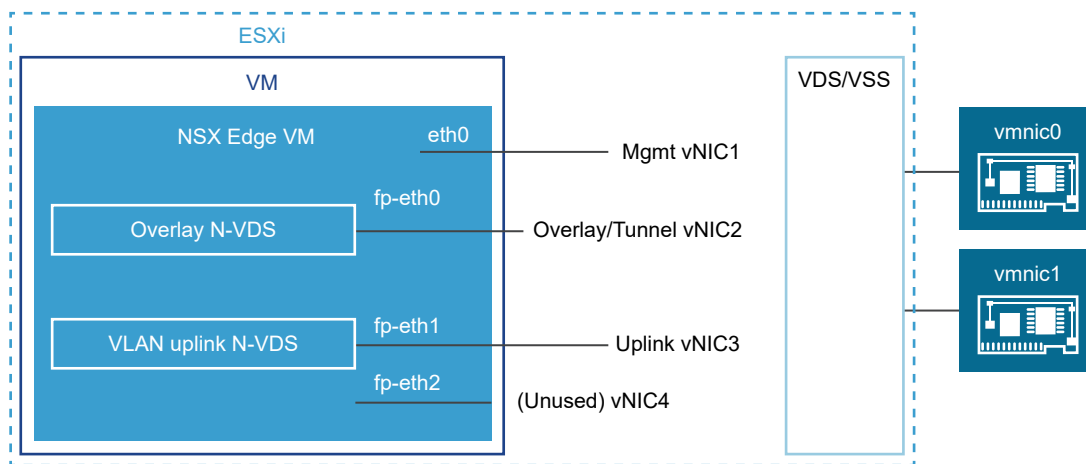 ESXi
VM
VDS/VSS
NSX Edge VM
eth0
Mgmt vNIC1
vmnic0
fp-eth0
Overlay N-VDS
Overlay/Tunnel vNIC2
vmnic1
fp-eth1
VLAN uplink N-VDS
Uplink vNIC3
fp-eth2
(Unused) vNIC4